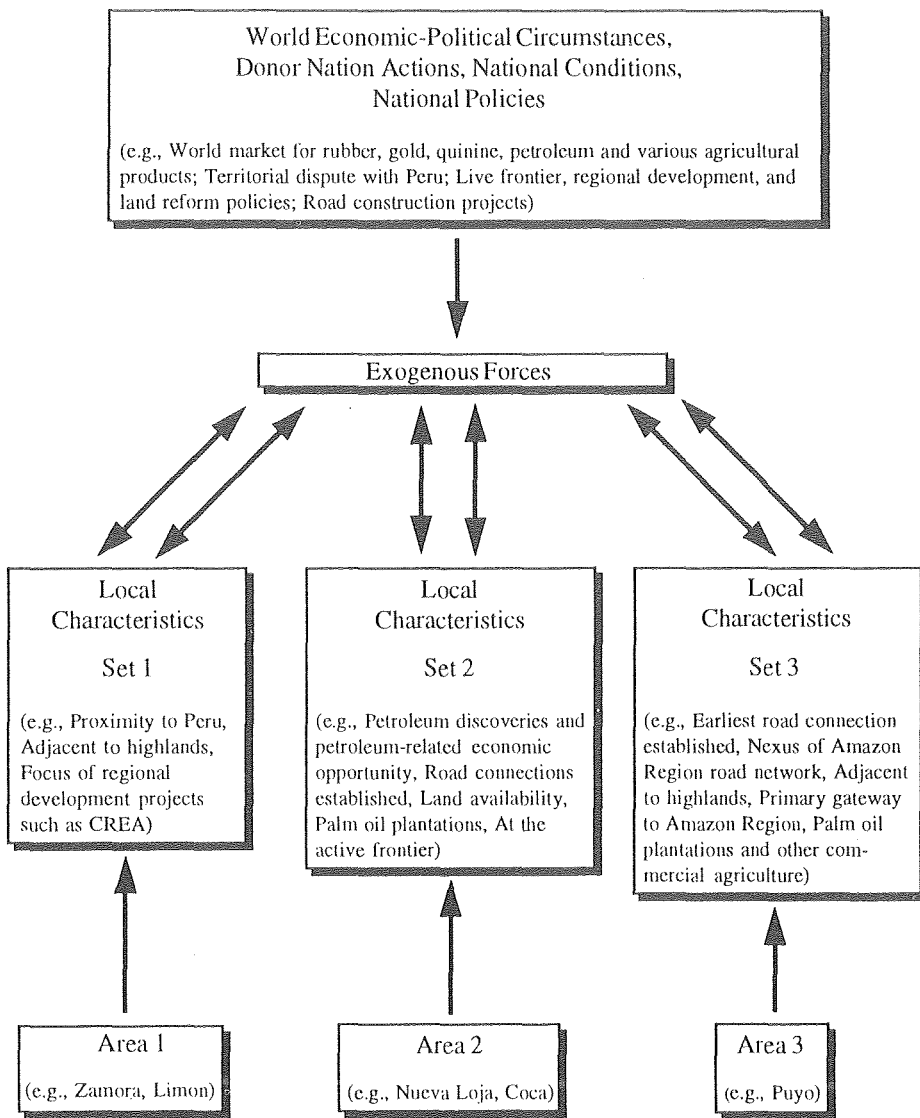 World Economic-Political Circumstances,
Donor Nation Actions, National Conditions,
National Policies
(e.g., World market for rubber, gold, quinine, petroleum and various agricultural
products; Territorial dispute with Peru; Live frontier, regional development, and
land reform policies; Road construction projects)
Exogenous Forces
Local
Characteristics
Set 1
(e.g., Proximity to Peru,
Adjacent to highlands,
Focus of regional
development projects
such as CREA)
Local
Characteristics
Set 2
(e.g., Petroleum discoveries and
petroleum-related economic
opportunity, Road connections
established, Land availability,
Palm oil plantations, At the
active frontier)
Local
Characteristics
Set 3
(e.g., Earliest road connection
established, Nexus of Amazon
Region road network, Adjacent
to highlands, Primary gateway
to Amazon Region, Palm oil
plantations and other com-
mercial agriculture)
Area 1
(e.g., Zamora, Limon)
Area 2
(e.g., Nueva Loja, Coca)
Area 3
(e.g., Puyo)